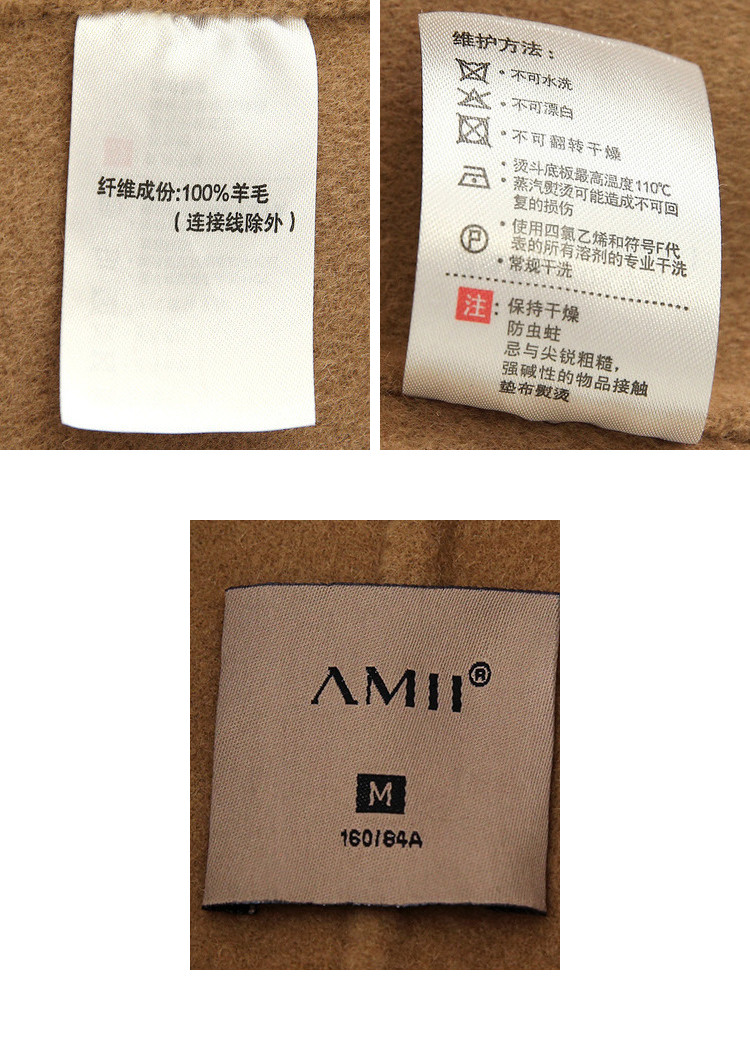 纤维成份:100%羊毛
（连接线除外）
维护方法：
• 不可水洗
• 不可漂白
• 不可翻转干燥
• 烫斗底板最高温度110℃
• 蒸汽熨烫可能造成不可回
复的损伤
P
• 使用四氯乙烯和符号F代
表的所有溶剂的专业干洗
• 常规干洗
注：保持干燥
防虫蛀
忌与尖锐粗糙，
强碱性的物品接触
垫布熨烫
AMII®
M
160/84A